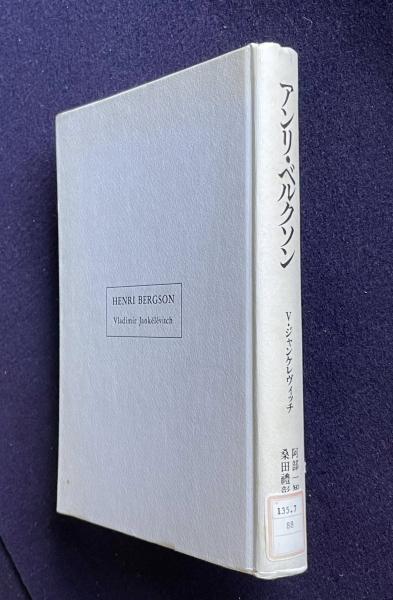 アンリ・ベルクソン
V・ジャンケレヴィッチ
阿部一
桑田禮彰
135.7
88
HENRI BERGSON
Vladimir Jankélévitch